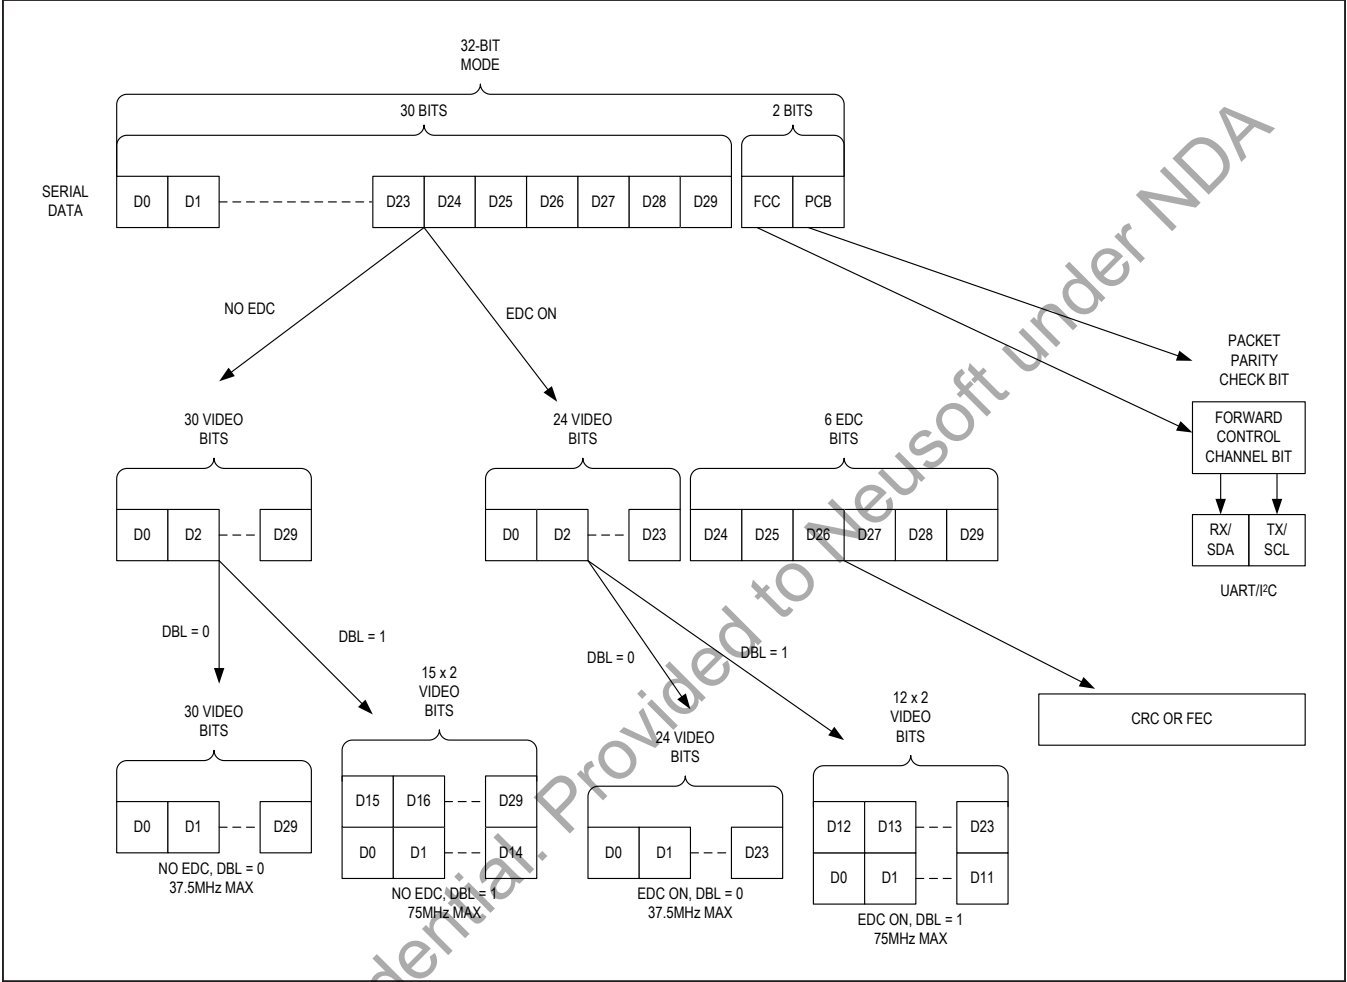 32-BIT
MODE
30 BITS
2 BITS
SERIAL
DATA
D0 D1 D23 D24 D25 D26 D27 D28 D29 FCC PCB
NO EDC
EDC ON
PACKET
PARITY
CHECK BIT
30 VIDEO
BITS
24 VIDEO
BITS
6 EDC
BITS
FORWARD
CONTROL
CHANNEL BIT
D0 D2 D29
D0 D2 D23
D24 D25 D26 D27 D28 D29
RX/
SDA
TX/
SCL
UART/I²C
DBL = 0
DBL = 1
DBL = 0
DBL = 1
30 VIDEO
BITS
15 x 2
VIDEO
BITS
24 VIDEO
BITS
12 x 2
VIDEO
BITS
CRC OR FEC
D0 D1 D29
NO EDC, DBL = 0
37.5MHz MAX
D15 D16 D29
D0 D1 D14
NO EDC, DBL = 1
75MHz MAX
D0 D1 D23
EDC ON, DBL = 0
37.5MHz MAX
D12 D13 D23
D0 D1 D11
EDC ON, DBL = 1
75MHz MAX
dential. Provided to Neusoft under NDA